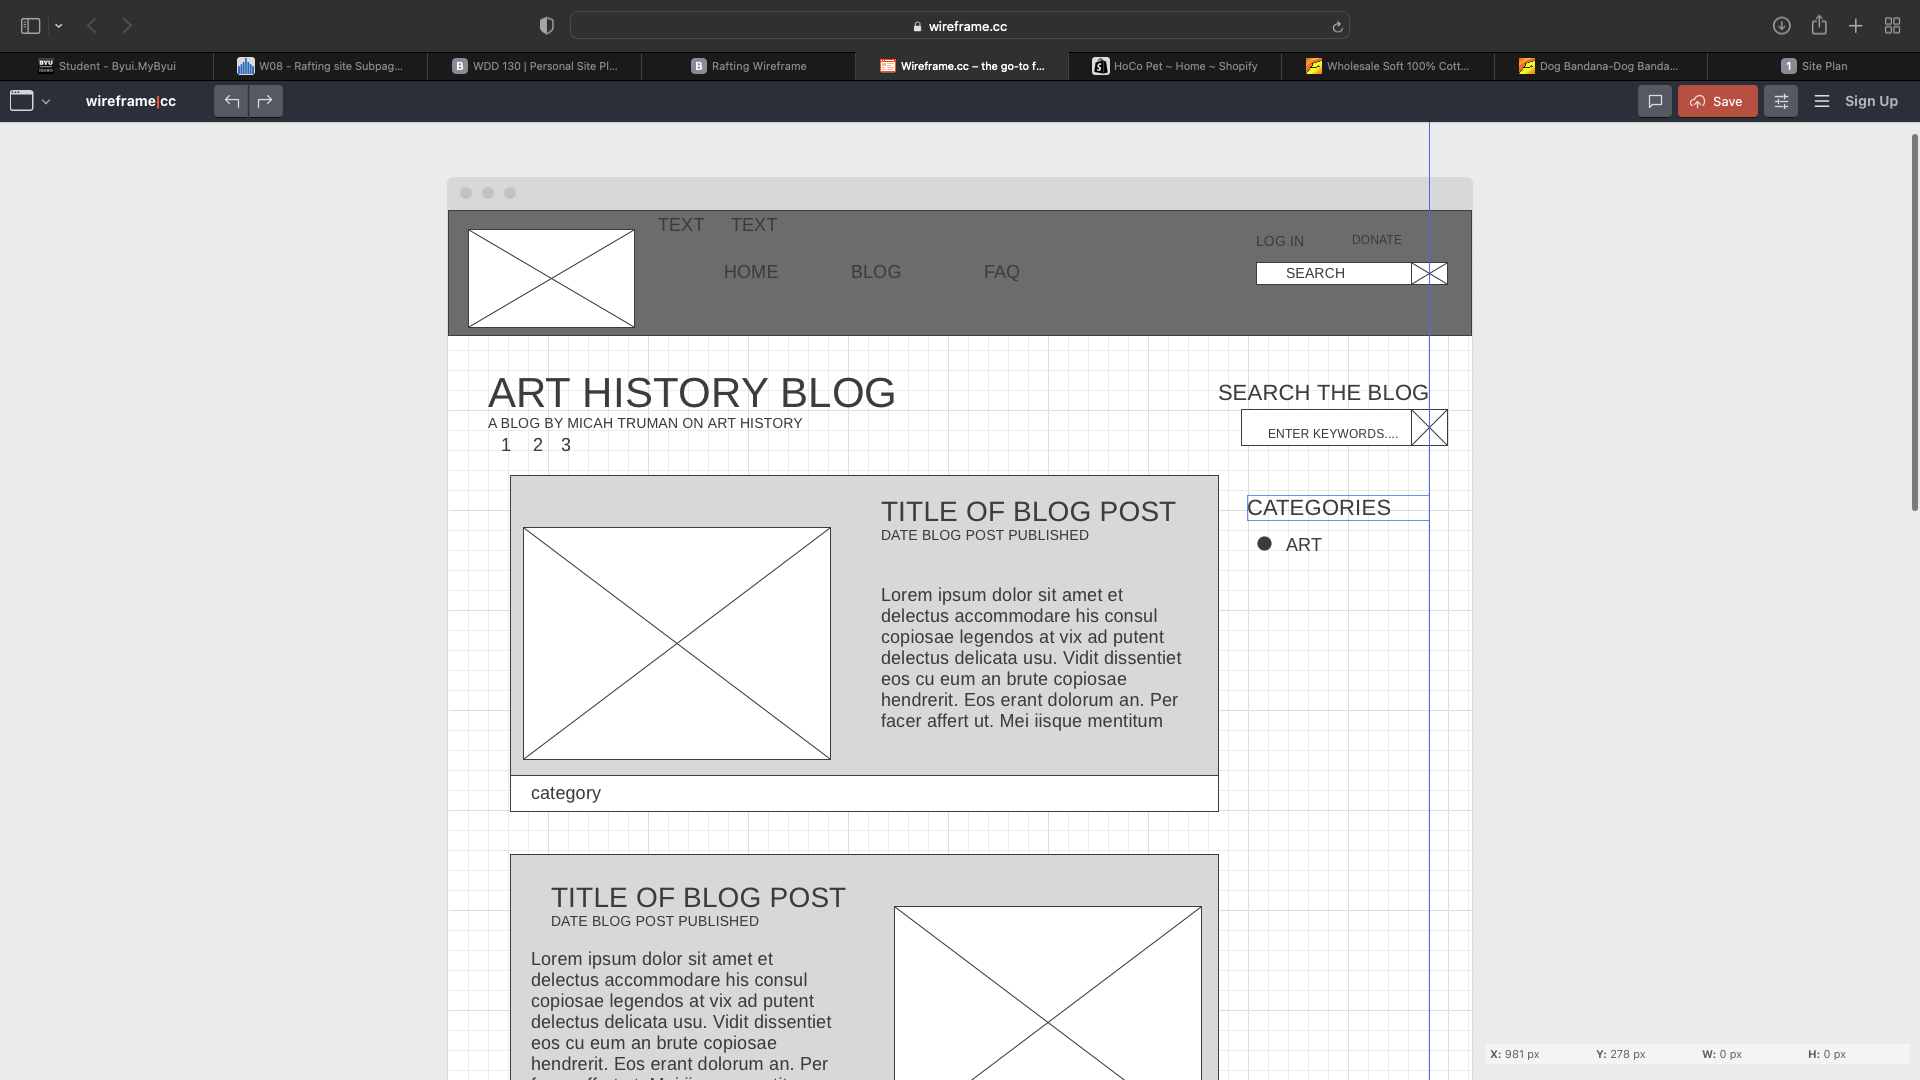 wireframe.cc
Student - Byui.MyByui
W08 - Rafting site Subpag...
WDD 130 | Personal Site Pl...
Rafting Wireframe
Wireframe.cc – the go-to f...
HoCo Pet ~ Home ~ Shopify
Wholesale Soft 100% Cott...
Dog Bandana-Dog Banda...
Site Plan
wireframe|cc
Save
Sign Up
TEXT TEXT
LOG IN DONATE
HOME BLOG FAQ
SEARCH
ART HISTORY BLOG
A BLOG BY MICAH TRUMAN ON ART HISTORY
1 2 3
SEARCH THE BLOG
ENTER KEYWORDS....
TITLE OF BLOG POST
DATE BLOG POST PUBLISHED
Lorem ipsum dolor sit amet et
delectus accommodare his consul
copiosae legendos at vix ad putent
delectus delicata usu. Vidit dissentiet
eos cu eum an brute copiosae
hendrerit. Eos erant dolorum an. Per
facer affert ut. Mei iisque mentitum
category
CATEGORIES
ART
TITLE OF BLOG POST
DATE BLOG POST PUBLISHED
Lorem ipsum dolor sit amet et
delectus accommodare his consul
copiosae legendos at vix ad putent
delectus delicata usu. Vidit dissentiet
eos cu eum an brute copiosae
hendrerit. Eos erant dolorum an. Per
X: 981 px Y: 278 px W: 0 px H: 0 px